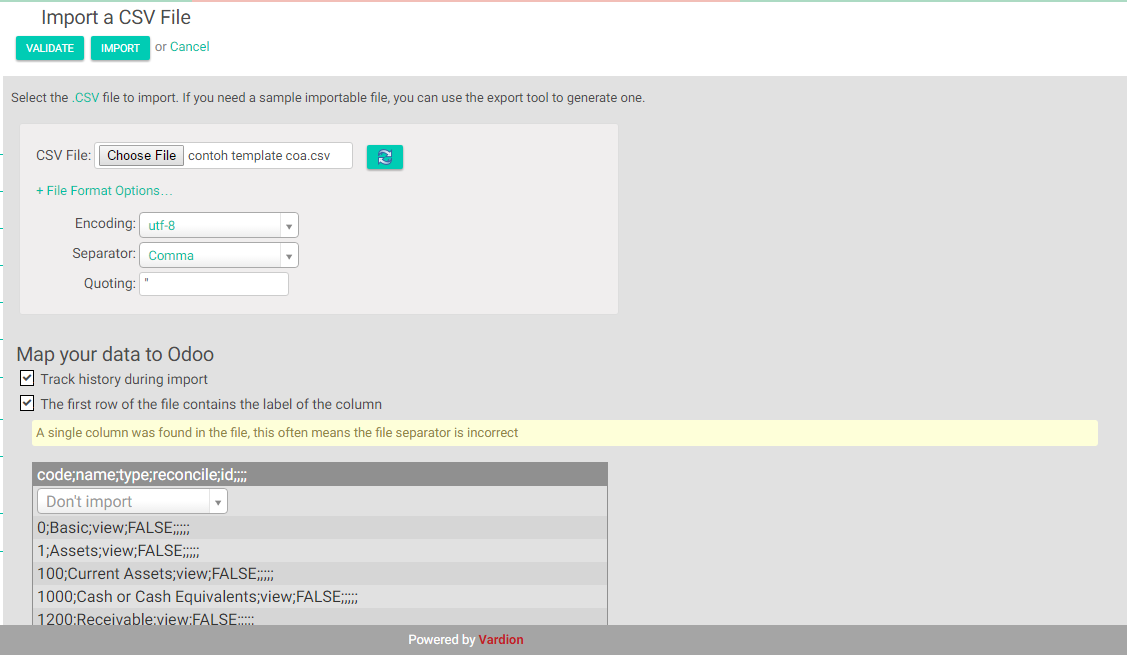 Import a CSV File
VALIDATE IMPORT or Cancel
Select the .CSV file to import. If you need a sample importable file, you can use the export tool to generate one.
CSV File: Choose File contoh template coa.csv
+ File Format Options…
Encoding: utf-8
Separator: Comma
Quoting: "
Map your data to Odoo
Track history during import
The first row of the file contains the label of the column
A single column was found in the file, this often means the file separator is incorrect
code;name;type;reconcile;id;;;;
Don't import
0;Basic;view;FALSE;;;;;
1;Assets;view;FALSE;;;;;
100;Current Assets;view;FALSE;;;;;
1000;Cash or Cash Equivalents;view;FALSE;;;;;
1200;Receivable;view;FALSE;;;;;
Powered by Vardion